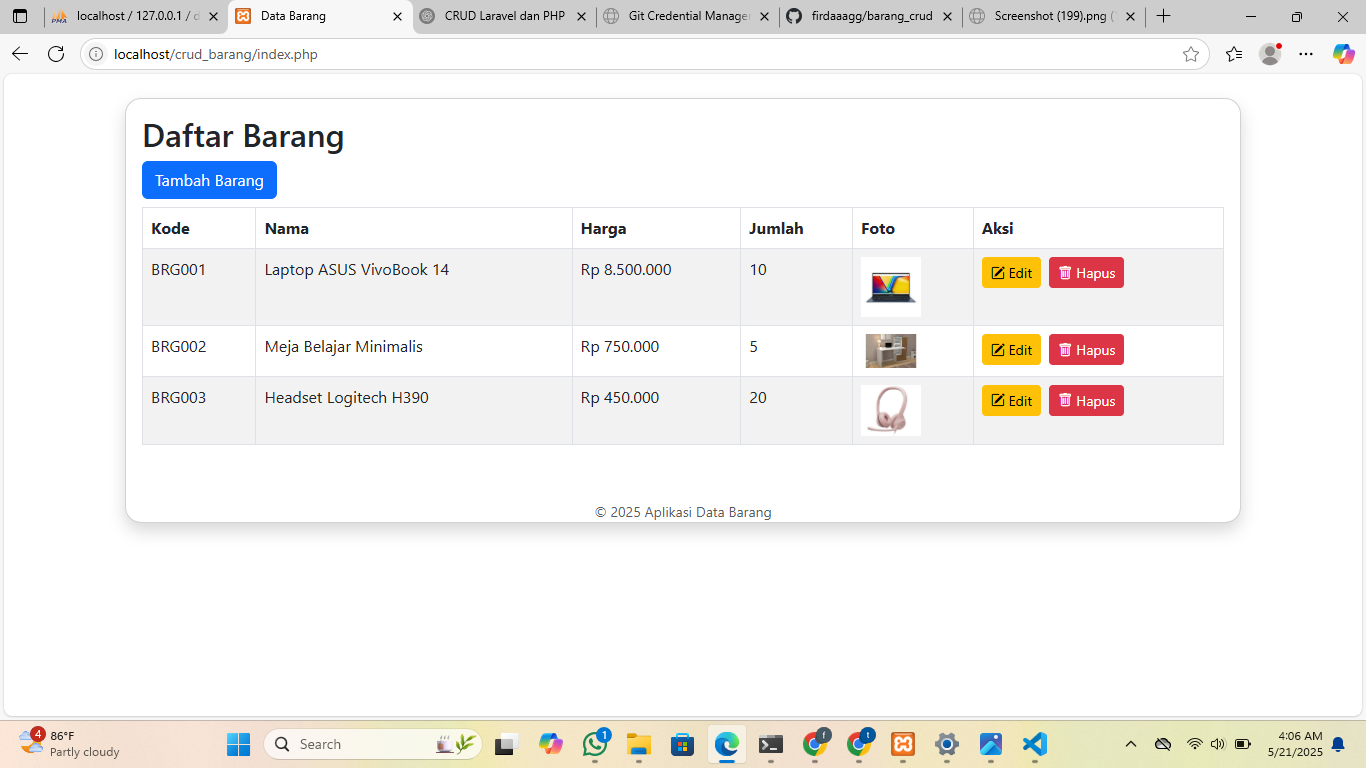 localhost / 127.0.0.1 / d
Data Barang
CRUD Laravel dan PHP
Git Credential Manager
firdaaagg/barang_crud
Screenshot (199).png (
localhost/crud_barang/index.php
Daftar Barang
Tambah Barang
Kode Nama Harga Jumlah Foto Aksi
BRG001 Laptop ASUS VivoBook 14 Rp 8.500.000 10 Edit Hapus
BRG002 Meja Belajar Minimalis Rp 750.000 5 Edit Hapus
BRG003 Headset Logitech H390 Rp 450.000 20 Edit Hapus
© 2025 Aplikasi Data Barang
4
86°F
Partly cloudy
Search
1
f
t
4:06 AM
5/21/2025